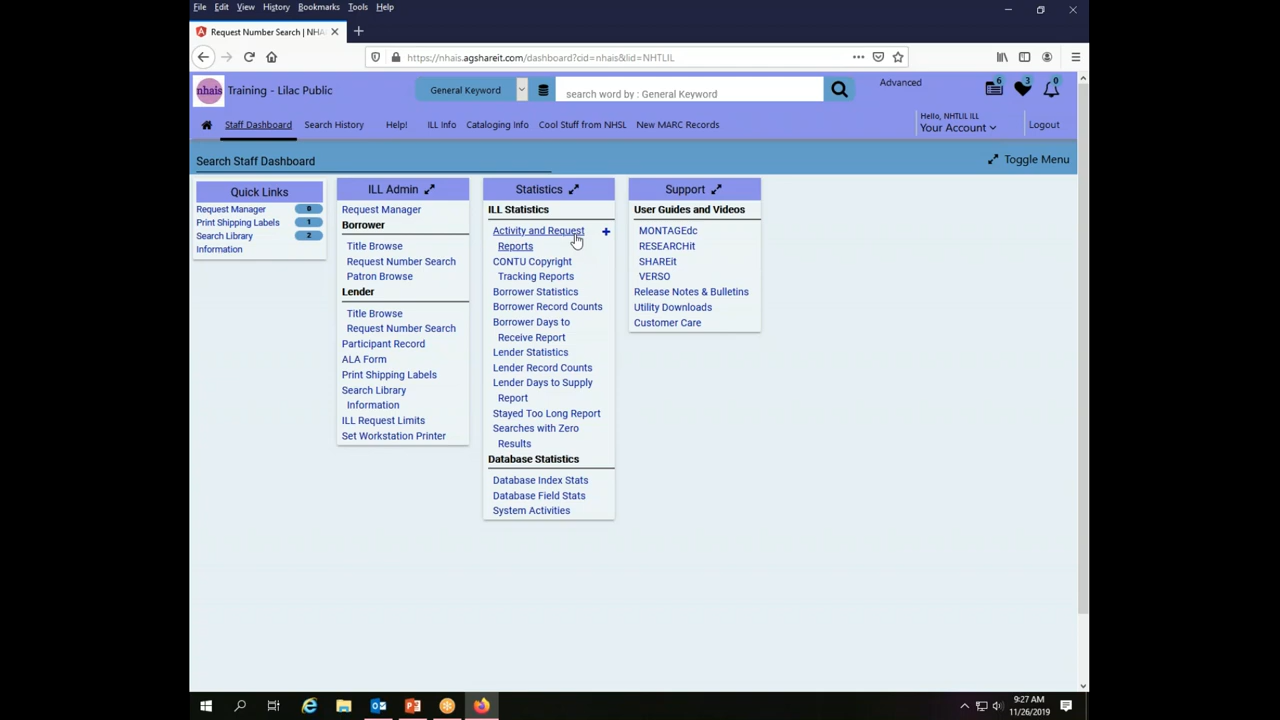 File Edit View History Bookmarks Tools Help
Request Number Search | NHA
https://nhais.agshareit.com/dashboard?cid=nhais&lid=NHTLIL
nhais Training - Lilac Public General Keyword search word by : General Keyword Advanced 6 3 0
Staff Dashboard Search History Help! ILL Info Cataloging Info Cool Stuff from NHSL New MARC Records
Hello, NHTLIL ILL
Your Account Logout
Search Staff Dashboard Toggle Menu
Quick Links
Request Manager 8
Print Shipping Labels 1
Search Library 2
Information
ILL Admin
Request Manager
Borrower
Title Browse
Request Number Search
Patron Browse
Lender
Title Browse
Request Number Search
Participant Record
ALA Form
Print Shipping Labels
Search Library
Information
ILL Request Limits
Set Workstation Printer
Statistics
ILL Statistics
Activity and Request
Reports
CONTU Copyright
Tracking Reports
Borrower Statistics
Borrower Record Counts
Borrower Days to
Receive Report
Lender Statistics
Lender Record Counts
Lender Days to Supply
Report
Stayed Too Long Report
Searches with Zero
Results
Database Statistics
Database Index Stats
Database Field Stats
System Activities
Support
User Guides and Videos
MONTAGEdc
RESEARCHit
SHAREit
VERSO
Release Notes & Bulletins
Utility Downloads
Customer Care
9:27 AM
11/26/2019